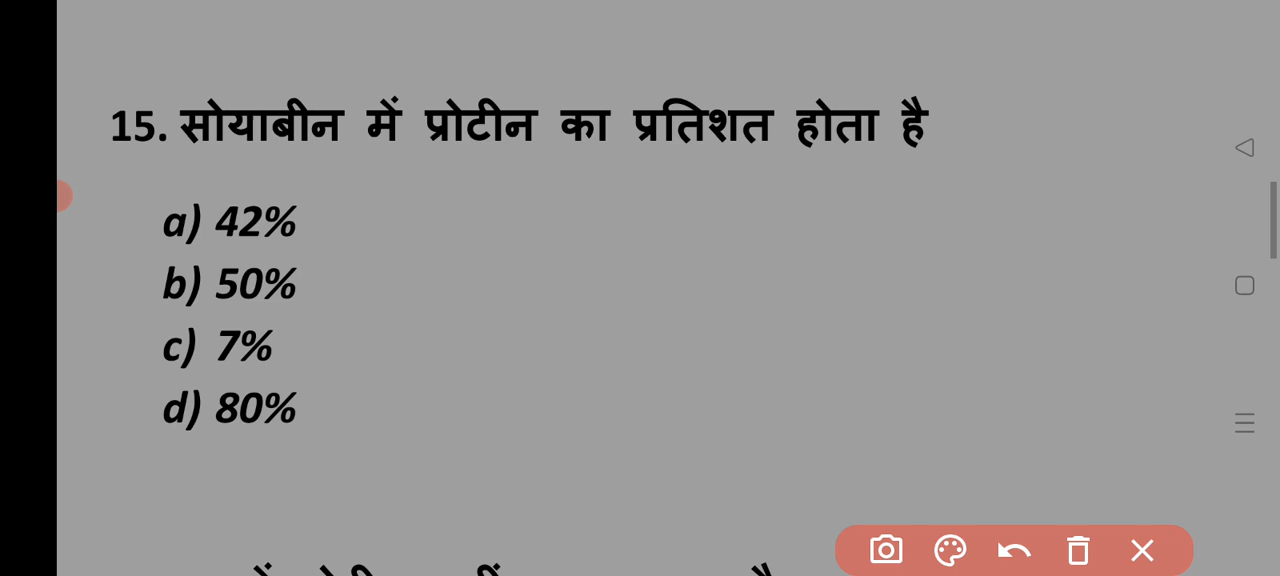 15. सोयाबीन में प्रोटीन का प्रतिशत होता है
a) 42%
b) 50%
c) 7%
d) 80%